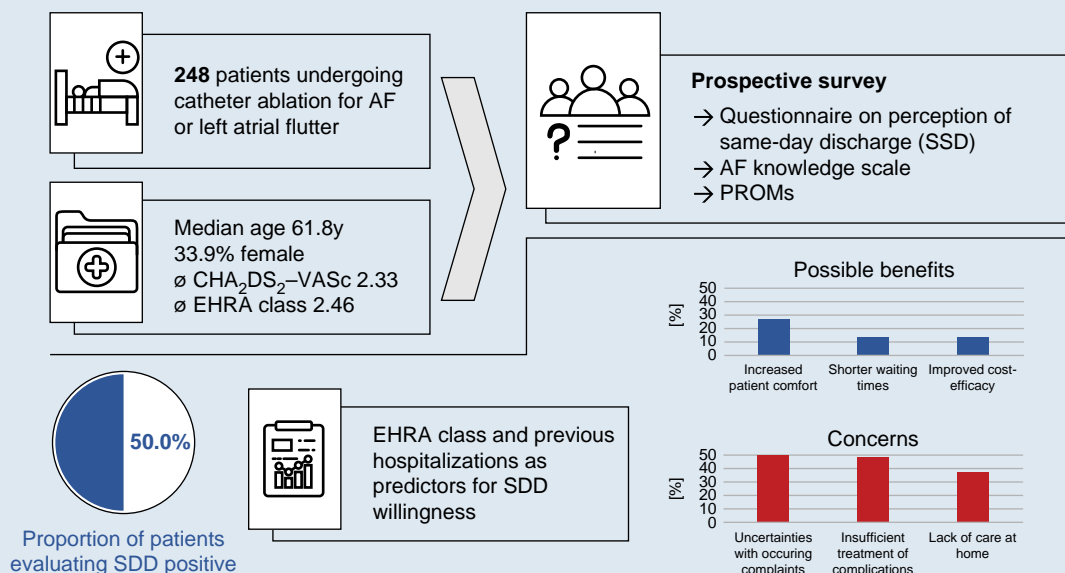 248 patients undergoing
catheter ablation for AF
or left atrial flutter
Median age 61.8y
33.9% female
ø CHA₂DS₂–VASc 2.33
ø EHRA class 2.46
?
Prospective survey
→ Questionnaire on perception of
same-day discharge (SSD)
→ AF knowledge scale
→ PROMs
50.0%
Proportion of patients
evaluating SDD positive
EHRA class and previous
hospitalizations as
predictors for SDD
willingness
Possible benefits
[%]
50
40
30
20
10
0
Increased
patient comfort
Shorter waiting
times
Improved cost-
efficacy
Concerns
[%]
50
40
30
20
10
0
Uncertainties
with occuring
complaints
Insufficient
treatment of
complications
Lack of care at
home